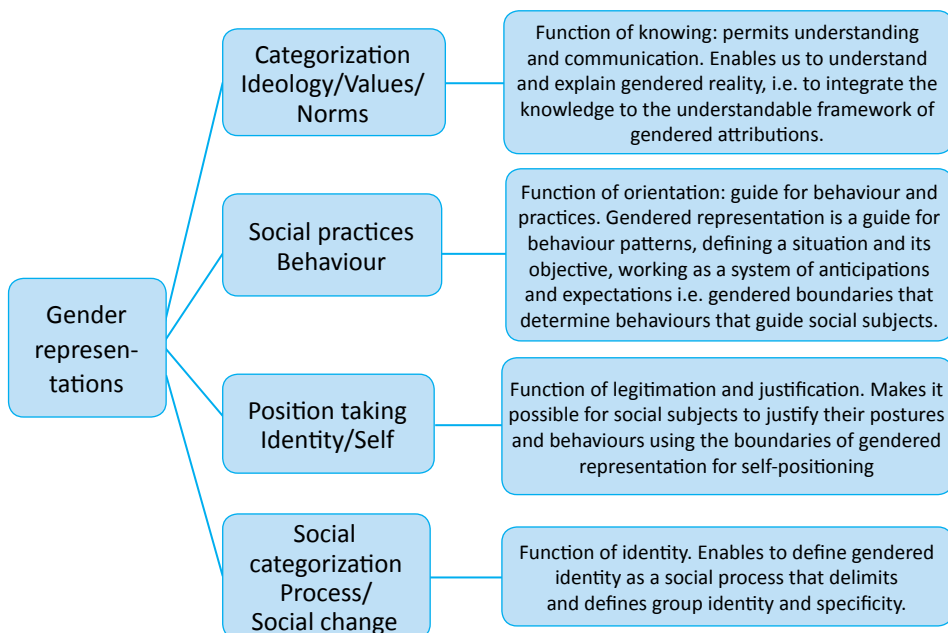 Categorization
Ideology/Values/
Norms
Function of knowing: permits understanding
and communication. Enables us to understand
and explain gendered reality, i.e. to integrate the
knowledge to the understandable framework of
gendered attributions.
Social practices
Behaviour
Function of orientation: guide for behaviour and
practices. Gendered representation is a guide for
behaviour patterns, defining a situation and its
objective, working as a system of anticipations
and expectations i.e. gendered boundaries that
determine behaviours that guide social subjects.
Gender
represen-
tations
Position taking
Identity/Self
Function of legitimation and justification. Makes it
possible for social subjects to justify their postures
and behaviours using the boundaries of gendered
representation for self-positioning
Social
categorization
Process/
Social change
Function of identity. Enables to define gendered
identity as a social process that delimits
and defines group identity and specificity.